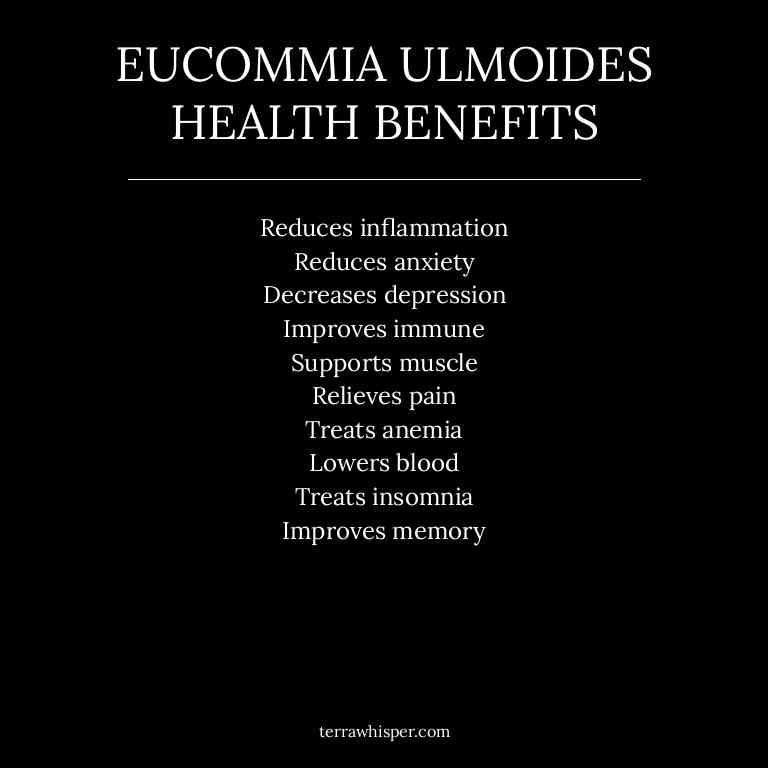 EUCOMMIA ULMOIDES
HEALTH BENEFITS
Reduces inflammation
Reduces anxiety
Decreases depression
Improves immune
Supports muscle
Relieves pain
Treats anemia
Lowers blood
Treats insomnia
Improves memory
terrawhisper.com